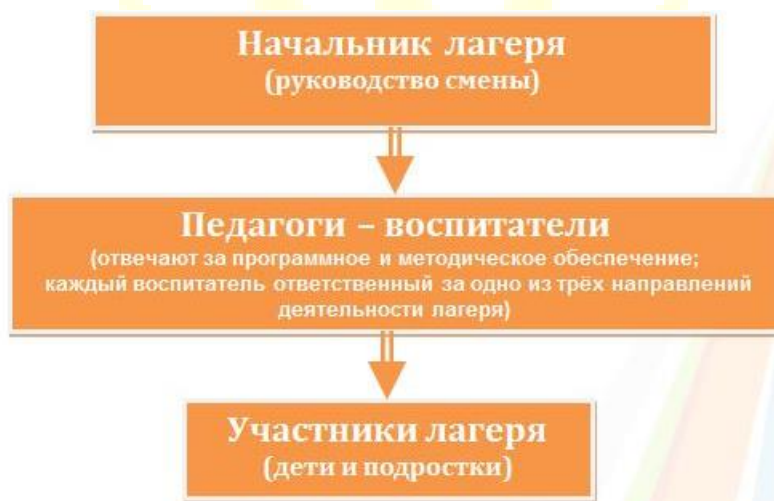 Начальник лагеря
(руководство смены)
Педагоги – воспитатели
(отвечают за программное и методическое обеспечение;
каждый воспитатель ответственный за одно из трёх направлений
деятельности лагеря)
Участники лагеря
(дети и подростки)